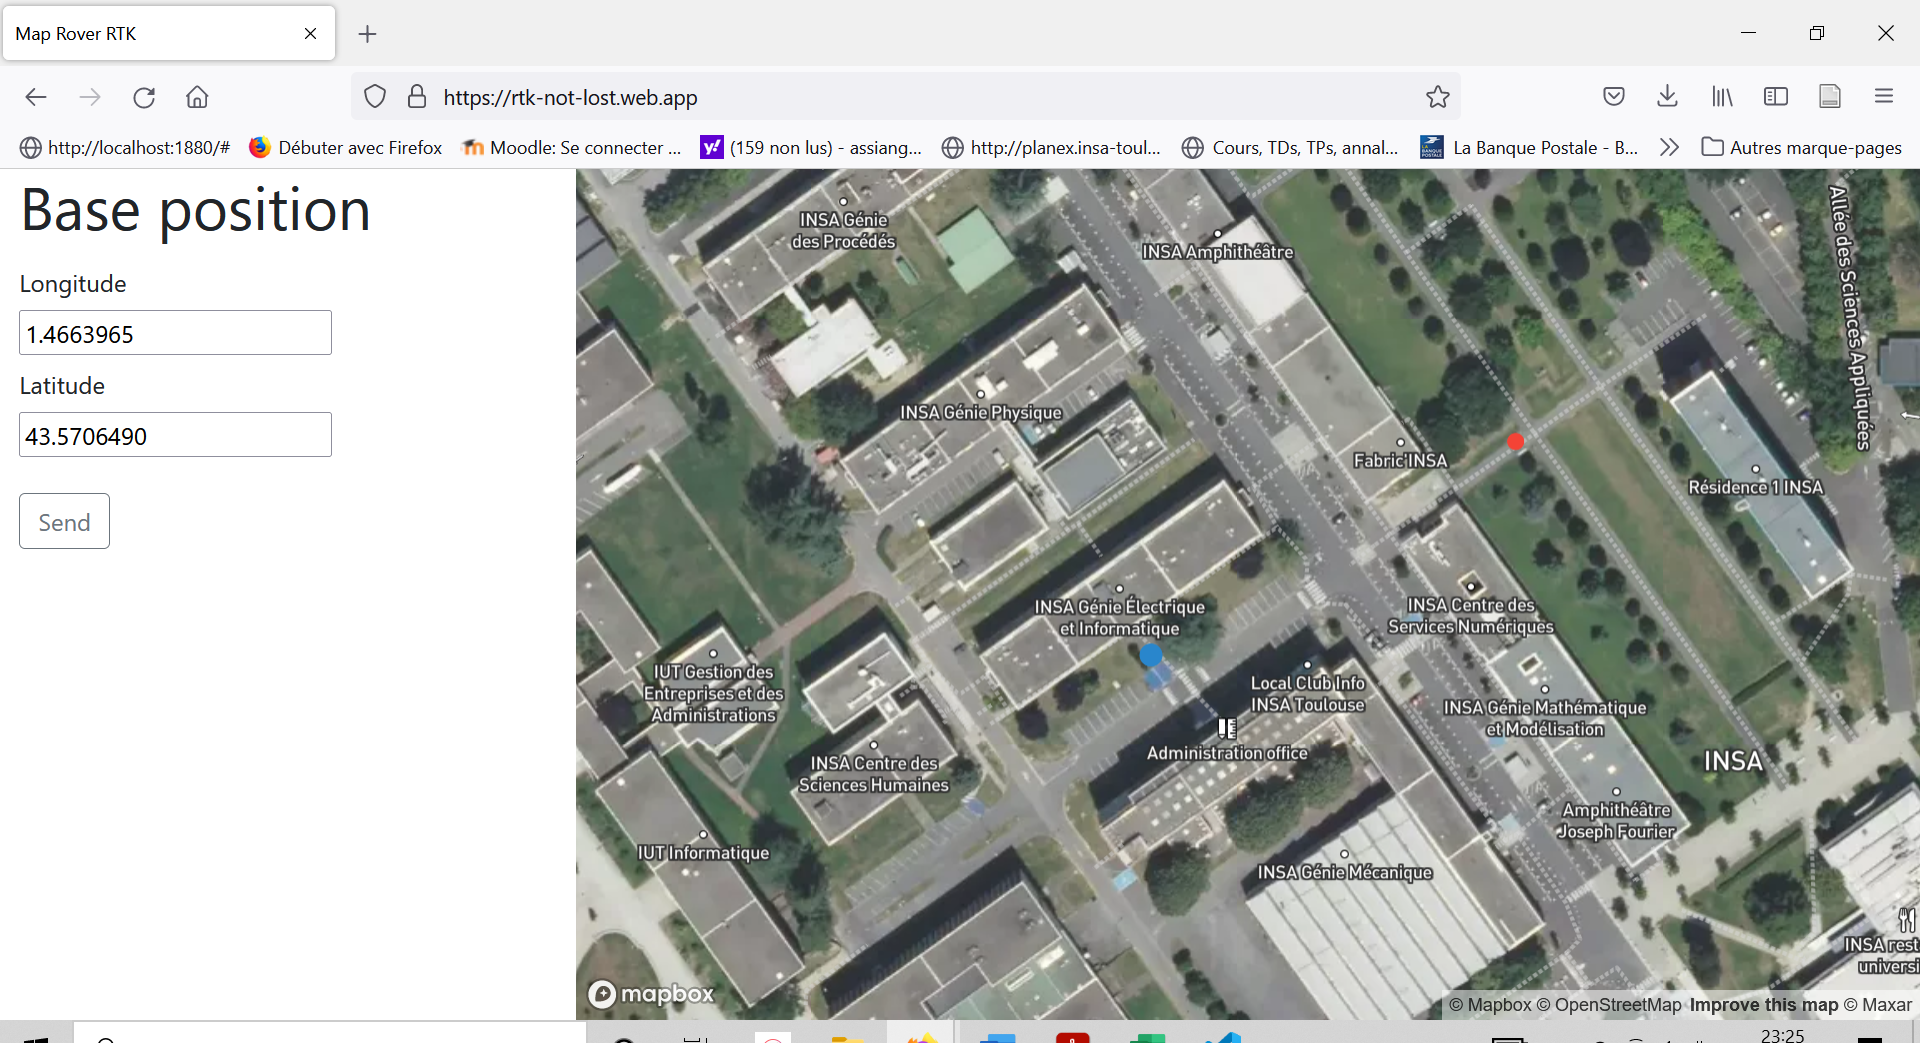 Map Rover RTK
https://rtk-not-lost.web.app
http://localhost:1880/#
Débuter avec Firefox
Moodle: Se connecter ...
(159 non lus) - assiang...
http://planex.insa-toul...
Cours, TDs, TPs, annal...
La Banque Postale - B...
Autres marque-pages
Base position
Longitude
1.4663965
Latitude
43.5706490
Send
INSA Génie
des Procédés
INSA Amphithéâtre
Allée des Sciences Appliquées
INSA Génie Physique
Fabric'INSA
Résidence 1 INSA
INSA Génie Électrique
et Informatique
INSA Centre des
Services Numériques
IUT Gestion des
Entreprises et des
Administrations
Local Club Info
INSA Toulouse
INSA Génie Mathématique
et Modélisation
Administration office
INSA
INSA Centre des
Sciences Humaines
Amphithéâtre
Joseph Fourier
IUT Informatique
INSA Génie Mécanique
INSA rest
universi
mapbox
© Mapbox © OpenStreetMap Improve this map © Maxar
23:25